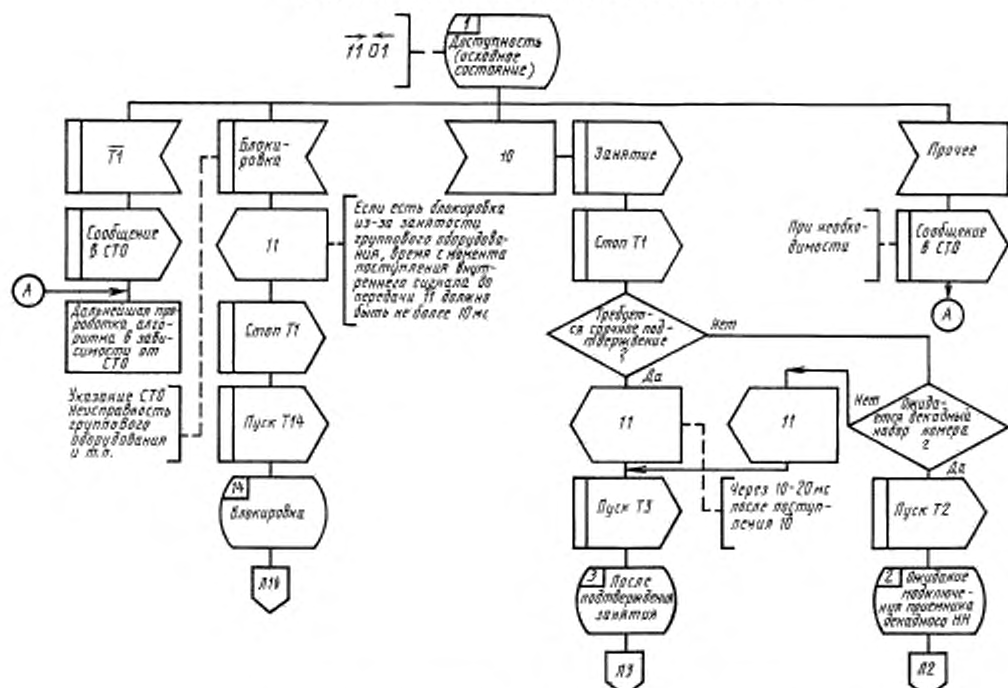 11 01
1
Доступность
(исходное
состояние)
T1
Блоки-
ровка
10
Занятие
Прочее
Сообщение
в СТО
11
Если есть блокировка
из-за занятости
группового оборудова-
ния, время с момента
поступления внут-
реннего сигнала до
передачи 11 должно
быть не более 10 мс
Стоп Т1
При необхо-
димости
Сообщение
в СТО
А
Дальнейшая про-
работка алго-
ритма в зави-
симости от
СТО
Стоп Т1
Требует-
ся срочное под-
тверждение
?
Нет
А
Да
Указание СТО
Неисправность
группового
оборудования
и т.п.
Пуск Т14
11
11
Нет
Ожида-
ется декадный
набор номера
?
Да
14
Блокировка
Пуск Т3
Через 10-20 мс
после поступ-
ления 10
Пуск Т2
Л14
3
После
подтверждения
занятия
2
Ожидание
подключе-
ния приемника
декадного НН
Л3
Л2